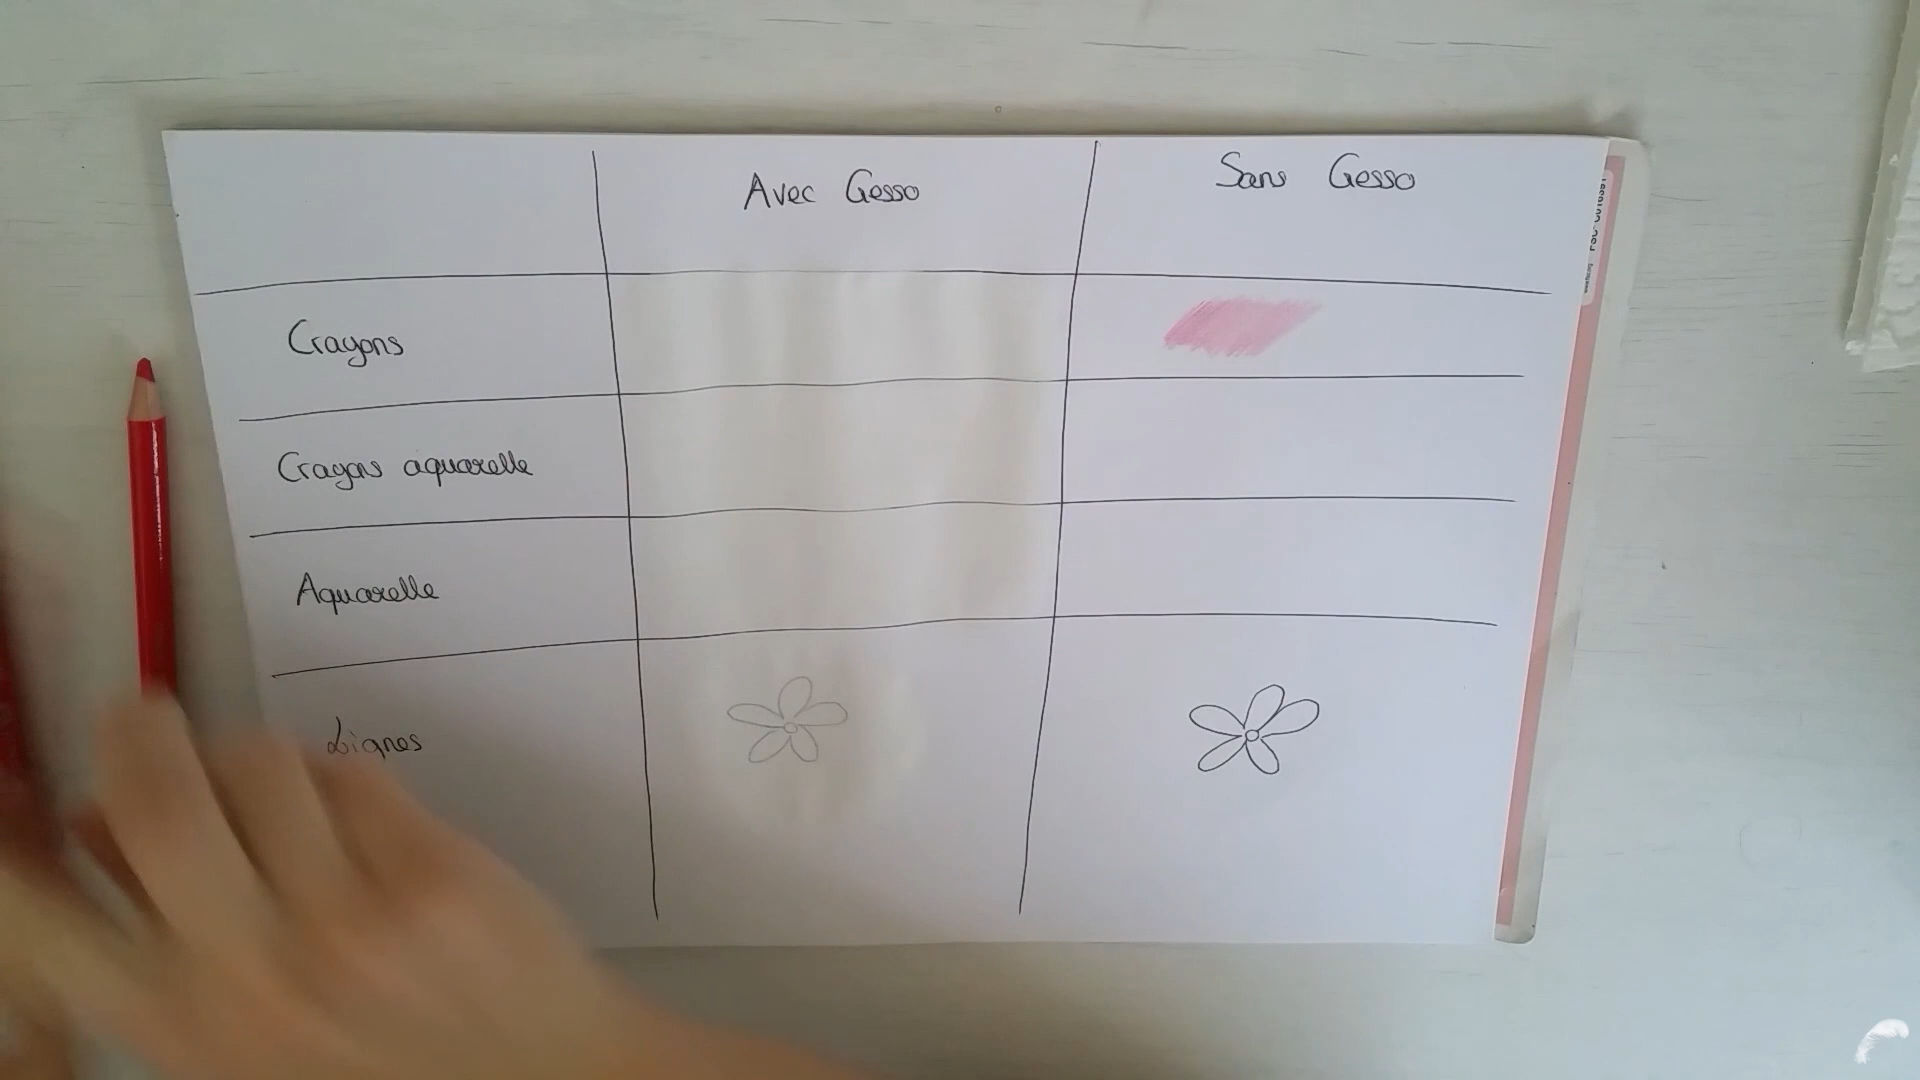 Avec Gesso
Sans Gesso
Crayons
Crayons aquarelle
Aquarelle
Lignes